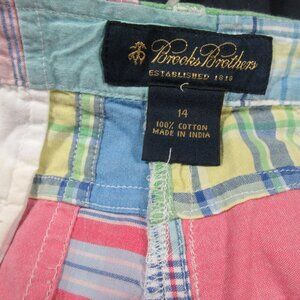 Brooks Brothers
ESTABLISHED 1818
14
100% COTTON
MADE IN INDIA